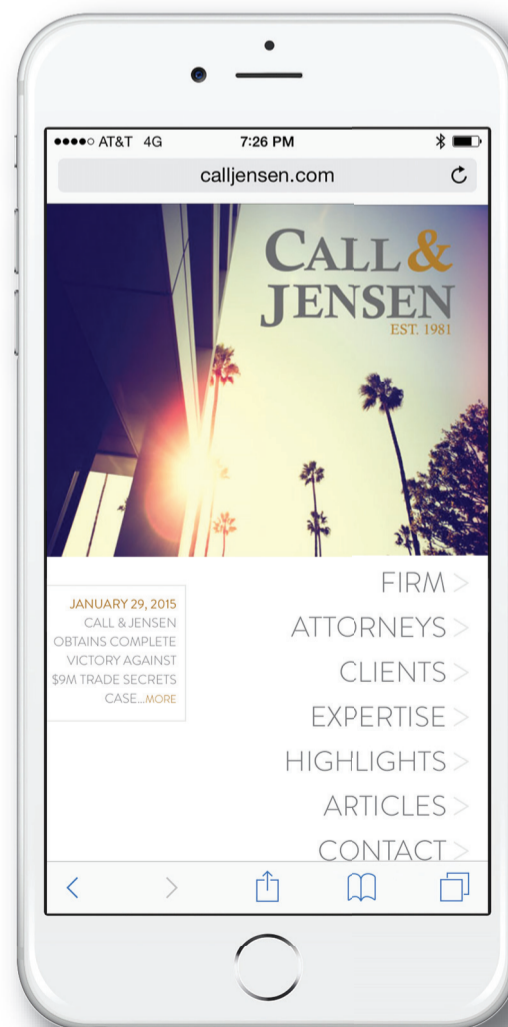 AT&T 4G 7:26 PM
calljensen.com
CALL &
JENSEN
EST. 1981
JANUARY 29, 2015
CALL & JENSEN
OBTAINS COMPLETE
VICTORY AGAINST
$9M TRADE SECRETS
CASE...MORE
FIRM >
ATTORNEYS >
CLIENTS >
EXPERTISE >
HIGHLIGHTS >
ARTICLES >
CONTACT >